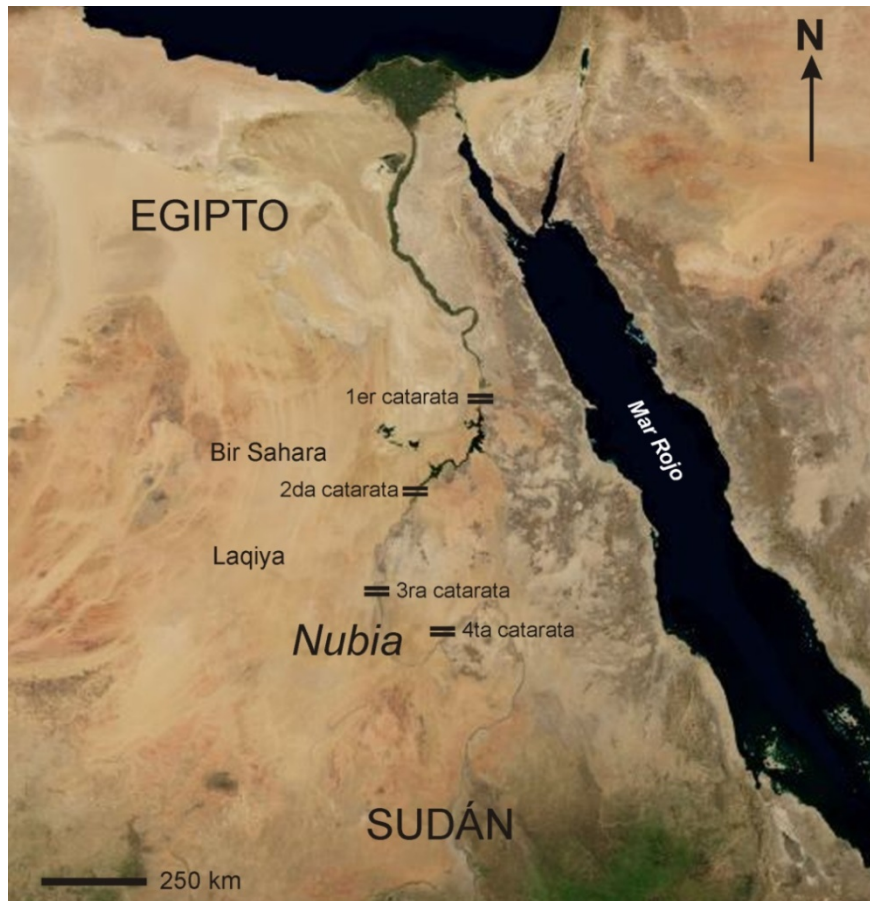 N
EGIPTO
1er catarata
Mar Rojo
Bir Sahara
2da catarata
Laqiya
3ra catarata
Nubia
4ta catarata
SUDÁN
250 km